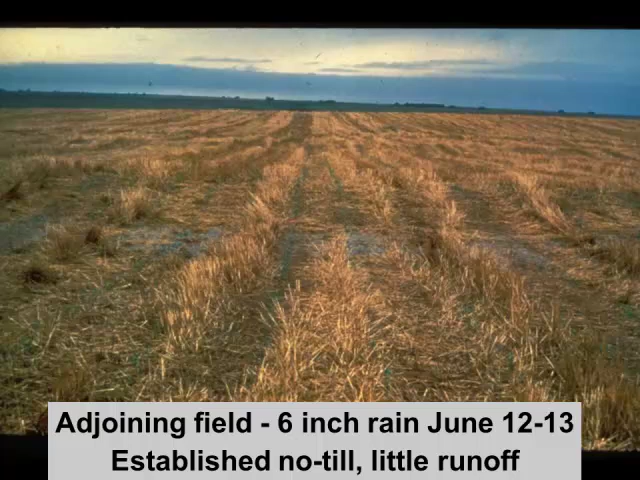 Adjoining field - 6 inch rain June 12-13
Established no-till, little runoff